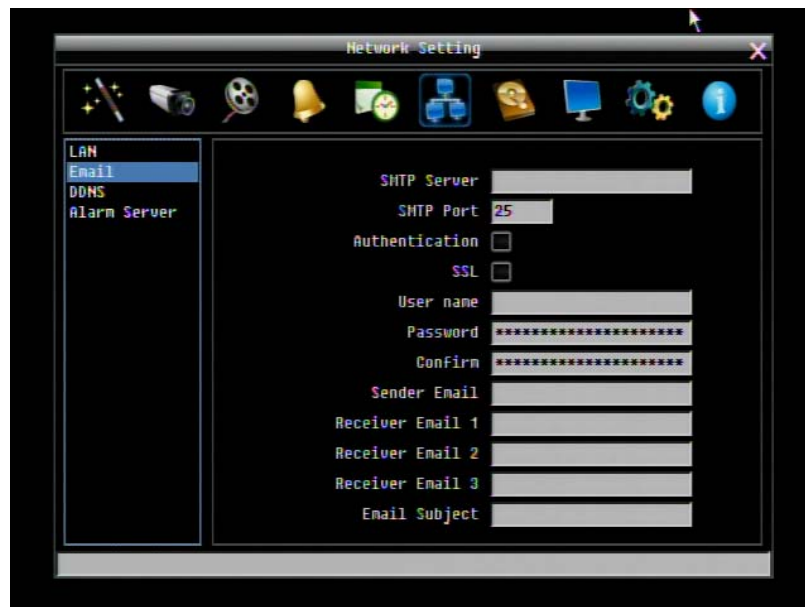 Network Setting
X
LAN
Email
DDNS
Alarm Server
SMTP Server
SMTP Port 25
Authentication
SSL
User name
Password **********************
Confirm **********************
Sender Email
Receiver Email 1
Receiver Email 2
Receiver Email 3
Email Subject